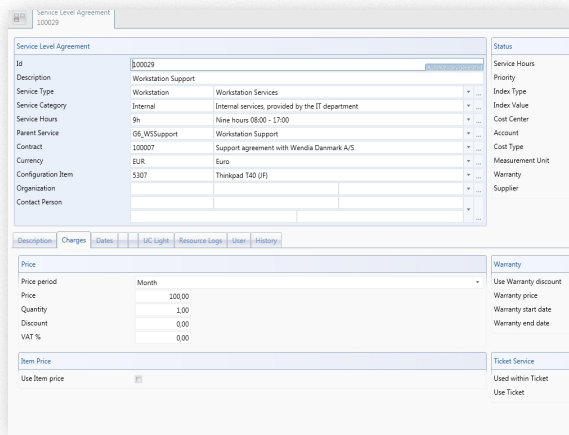 Service Level Agreement
100029
Service Level Agreement
Id 100029
Description Workstation Support
Service Type Workstation Workstation Services
Service Category Internal Internal services, provided by the IT department
Service Hours 9h Nine hours 08:00 - 17:00
Parent Service G6_WSSupport Workstation Support
Contract 100007 Support agreement with Wendia Danmark A/S
Currency EUR Euro
Configuration Item 5307 Thinkpad T40 (JF)
Organization
Contact Person
Status
Service Hours
Priority
Index Type
Index Value
Cost Center
Account
Cost Type
Measurement Unit
Warranty
Supplier
Description Charges Dates UC Light Resource Logs User History
Price
Price period Month
Price 100,00
Quantity 1,00
Discount 0,00
VAT % 0,00
Warranty
Use Warranty discount
Warranty price
Warranty start date
Warranty end date
Item Price
Use Item price
Ticket Service
Used within Ticket
Use Ticket